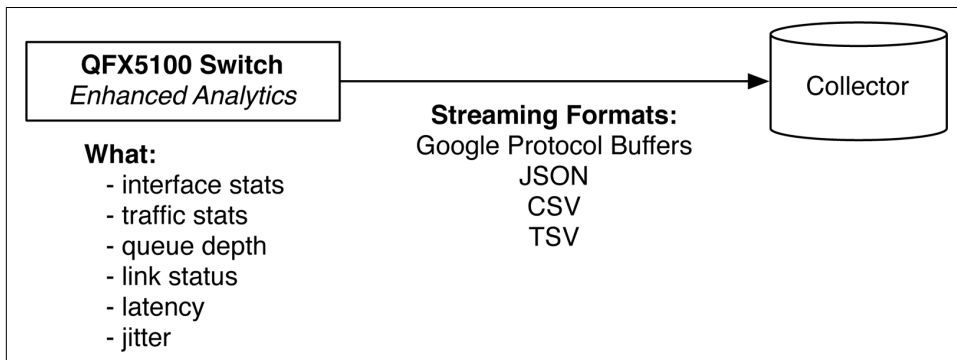 QFX5100 Switch
Enhanced Analytics
Collector
Streaming Formats:
Google Protocol Buffers
JSON
CSV
TSV
What:
- interface stats
- traffic stats
- queue depth
- link status
- latency
- jitter